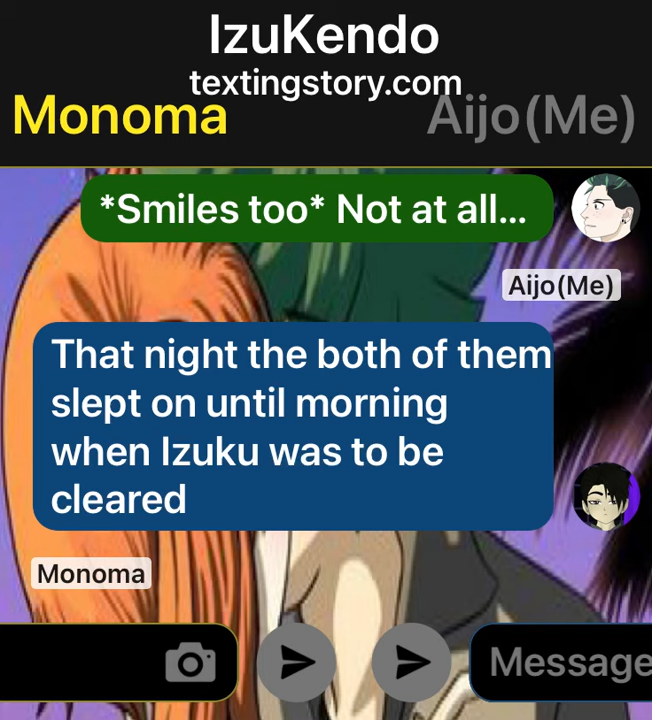 IzuKendo
textingstory.com
Monoma
Aijo(Me)
*Smiles too* Not at all...
Aijo(Me)
That night the both of them
slept on until morning
when Izuku was to be
cleared
Monoma
Message